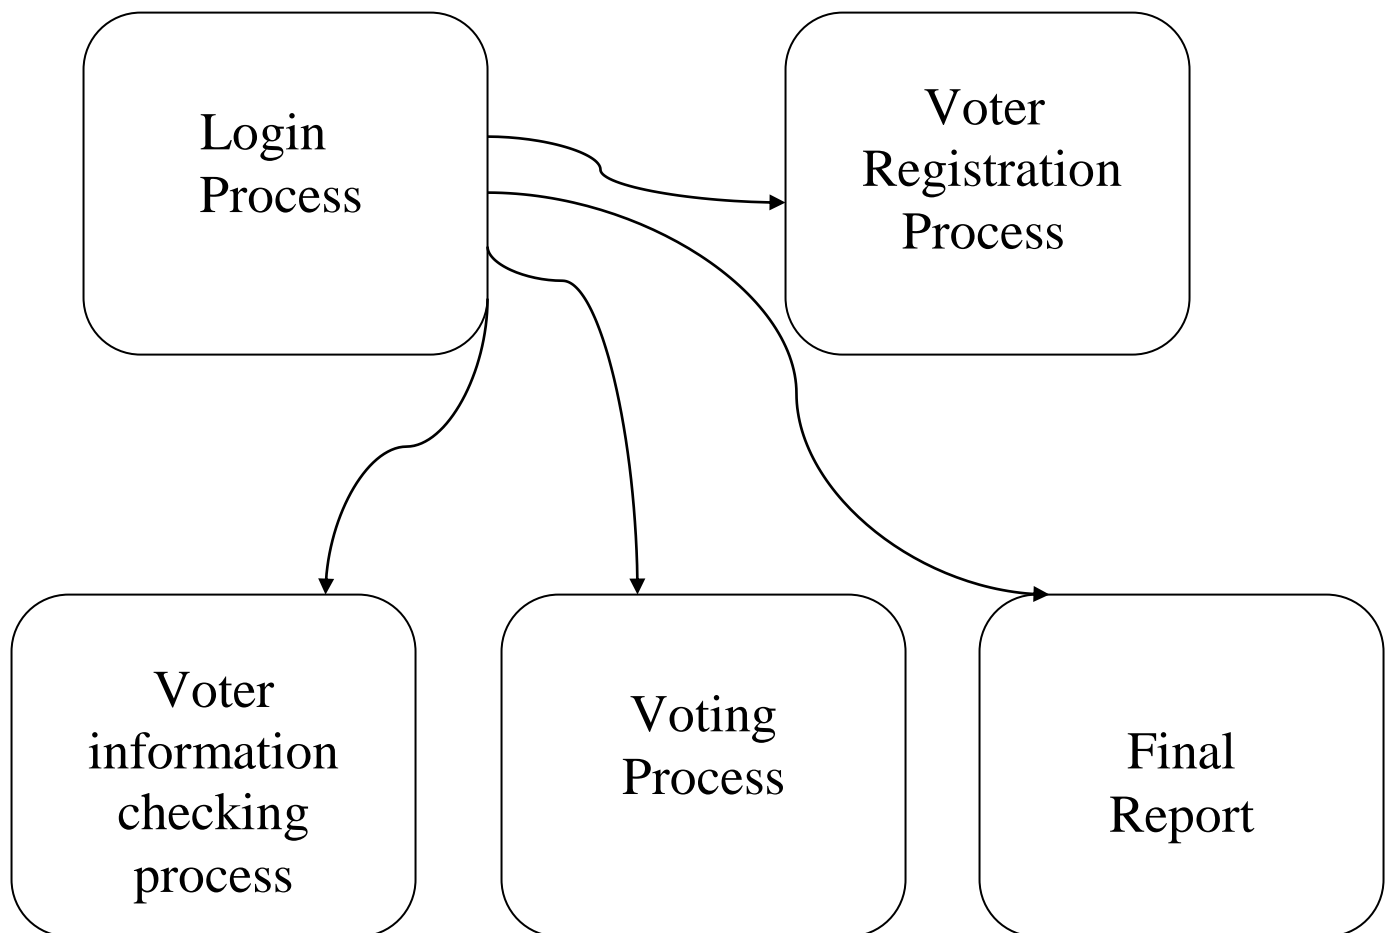 Login
Process
Voter
Registration
Process
Voter
information
checking
process
Voting
Process
Final
Report